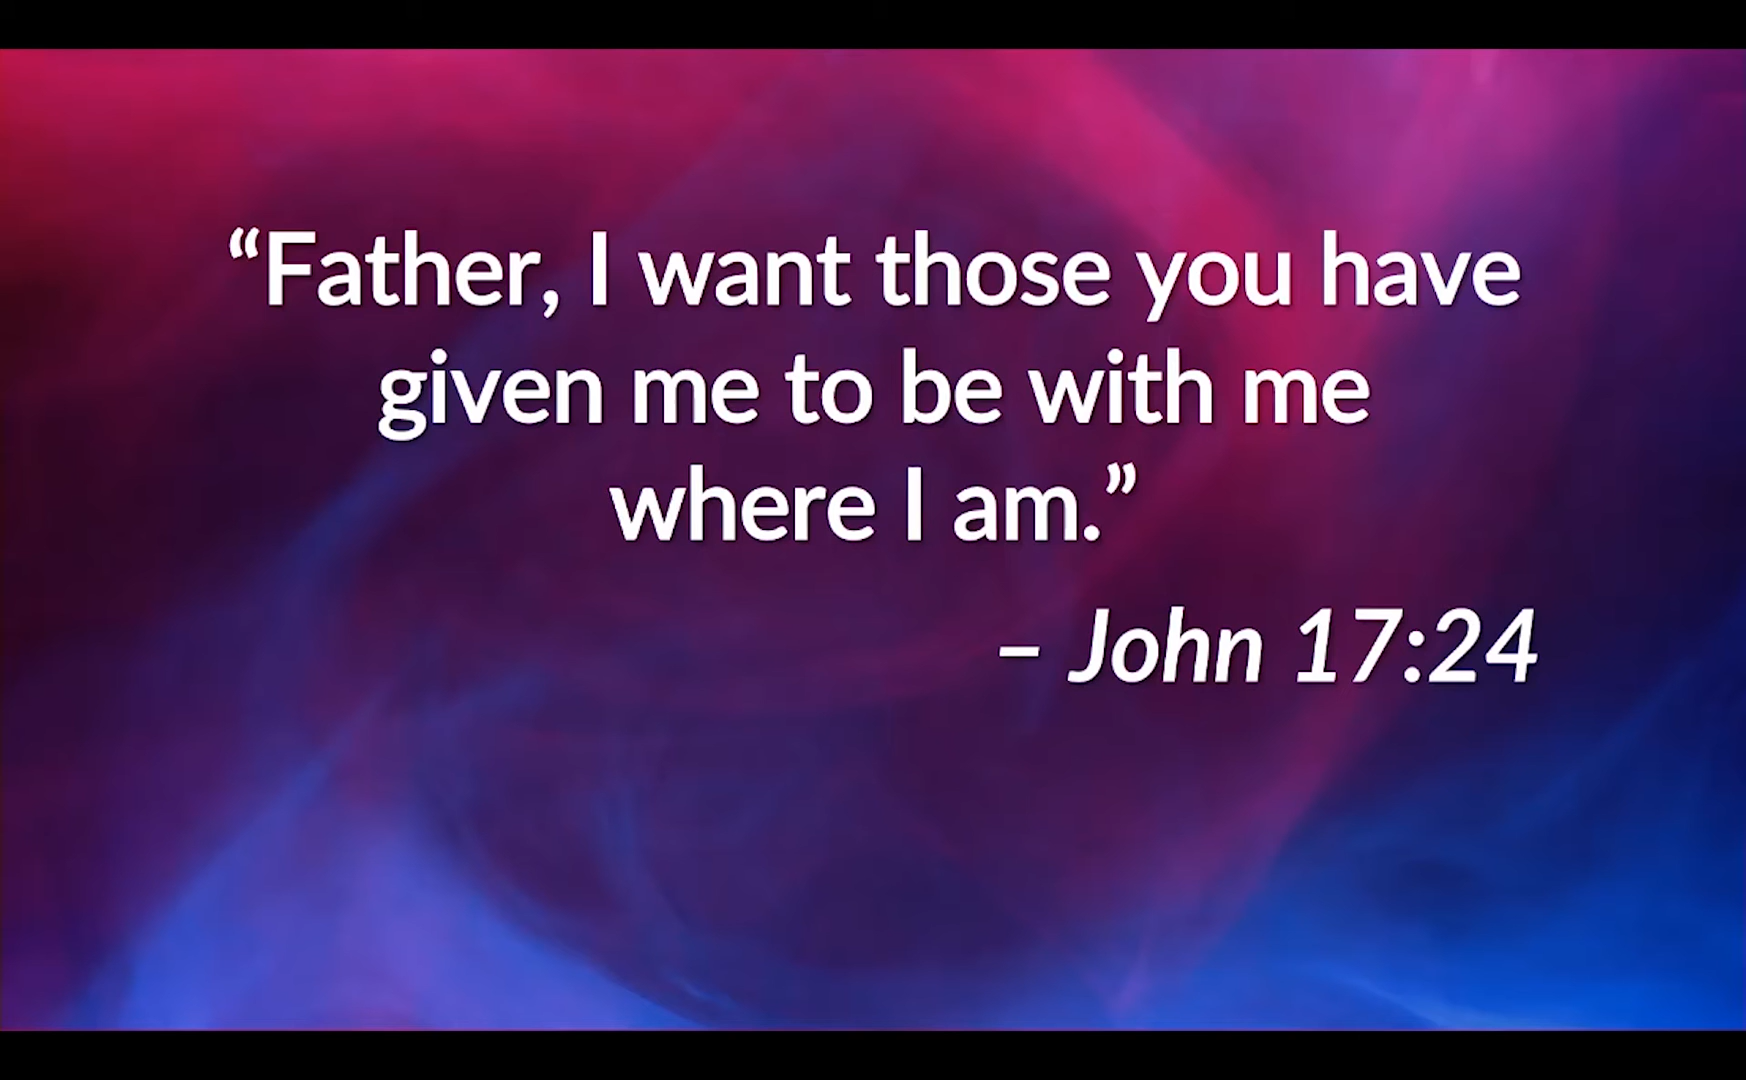 “Father, I want those you have
given me to be with me
where I am.”
– John 17:24